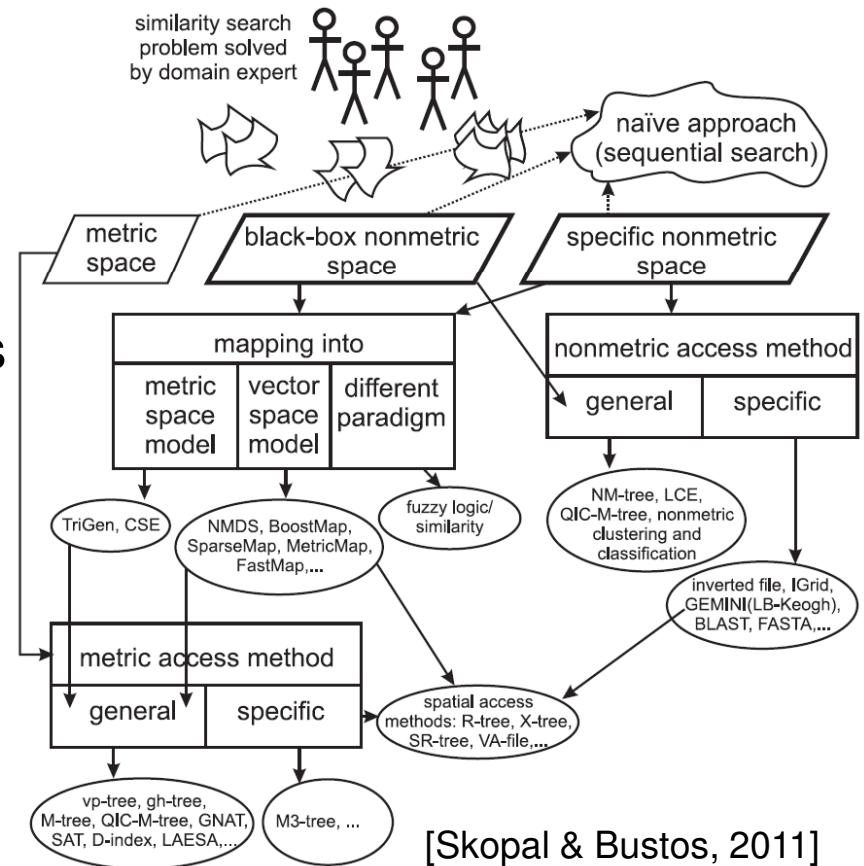 similarity search
problem solved
by domain expert
naïve approach
(sequential search)
metric
space
black-box nonmetric
space
specific nonmetric
space
s
mapping into
metric
space
model
vector
space
model
different
paradigm
nonmetric access method
general
specific
TriGen, CSE
NMDS, BoostMap,
SparseMap, MetricMap,
FastMap,...
fuzzy logic/
similarity
NM-tree, LCE,
QIC-M-tree, nonmetric
clustering and
classification
inverted file, IGrid,
GEMINI(LB-Keogh),
BLAST, FASTA,...
metric access method
general
specific
spatial access
methods: R-tree, X-tree,
SR-tree, VA-file,...
vp-tree, gh-tree,
M-tree, QIC-M-tree, GNAT,
SAT, D-index, LAESA,...
M3-tree, ...
[Skopal & Bustos, 2011]